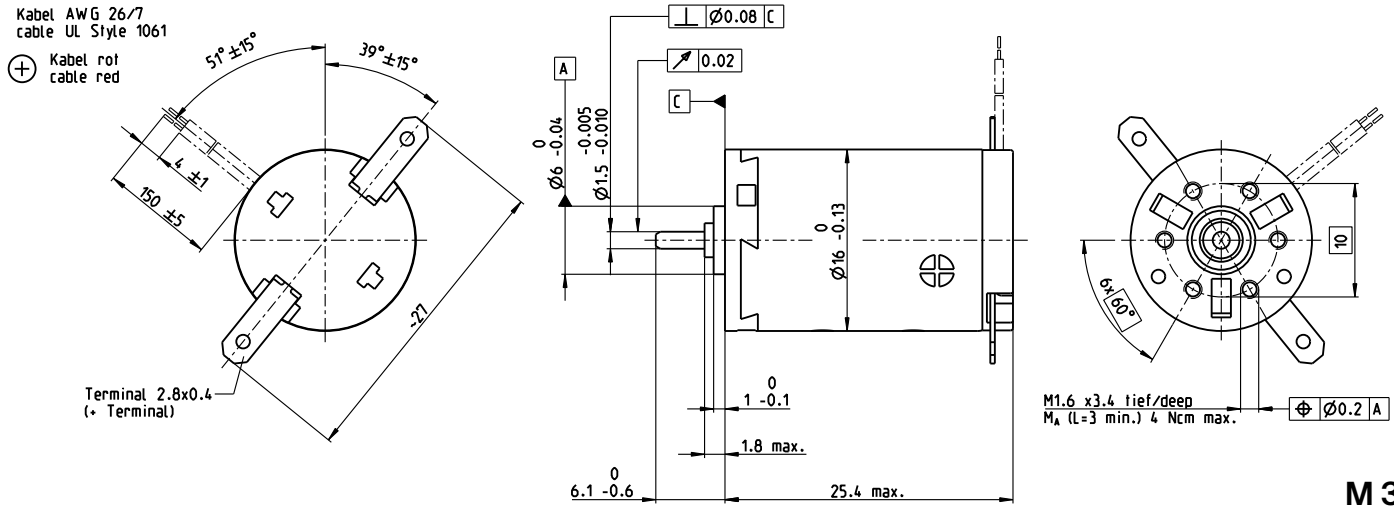 Kabel AWG 26/7
cable UL Style 1061
Kabel rot
cable red
51° ±15°
39° ±15°
4 ±1
150 ±5
~27
Terminal 2.8x0.4
(+ Terminal)
⊥ Ø0.08 C
↗ 0.02
A
C
0
Ø6 -0.04
-0.005
Ø1.5 -0.010
0
Ø16 -0.13
0
1 -0.1
1.8 max.
0
6.1 -0.6
25.4 max.
10
6x 60°
M1.6 x3.4 tief/deep
MA (L=3 min.) 4 Ncm max.
⌖ Ø0.2 A
M 3